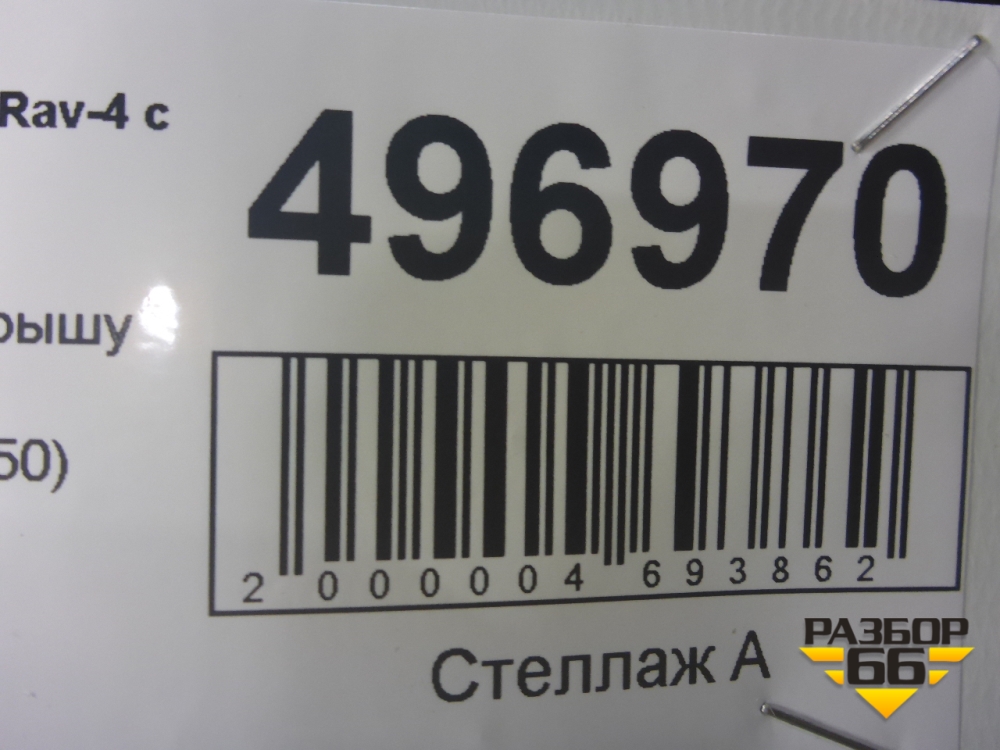 Rav-4 с
496970
рышу
50)
2 000004 693862
Стеллаж А
РАЗБОР
66